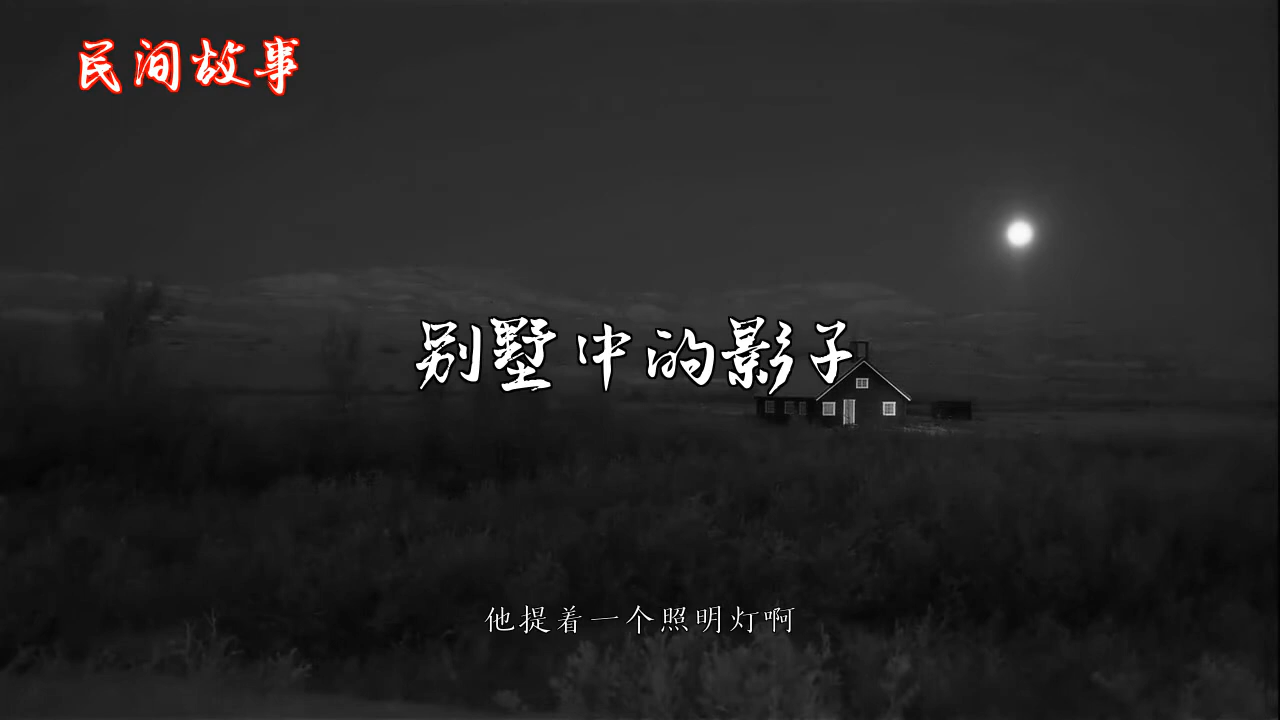 民间故事
别墅中的影子
他提着一个照明灯啊